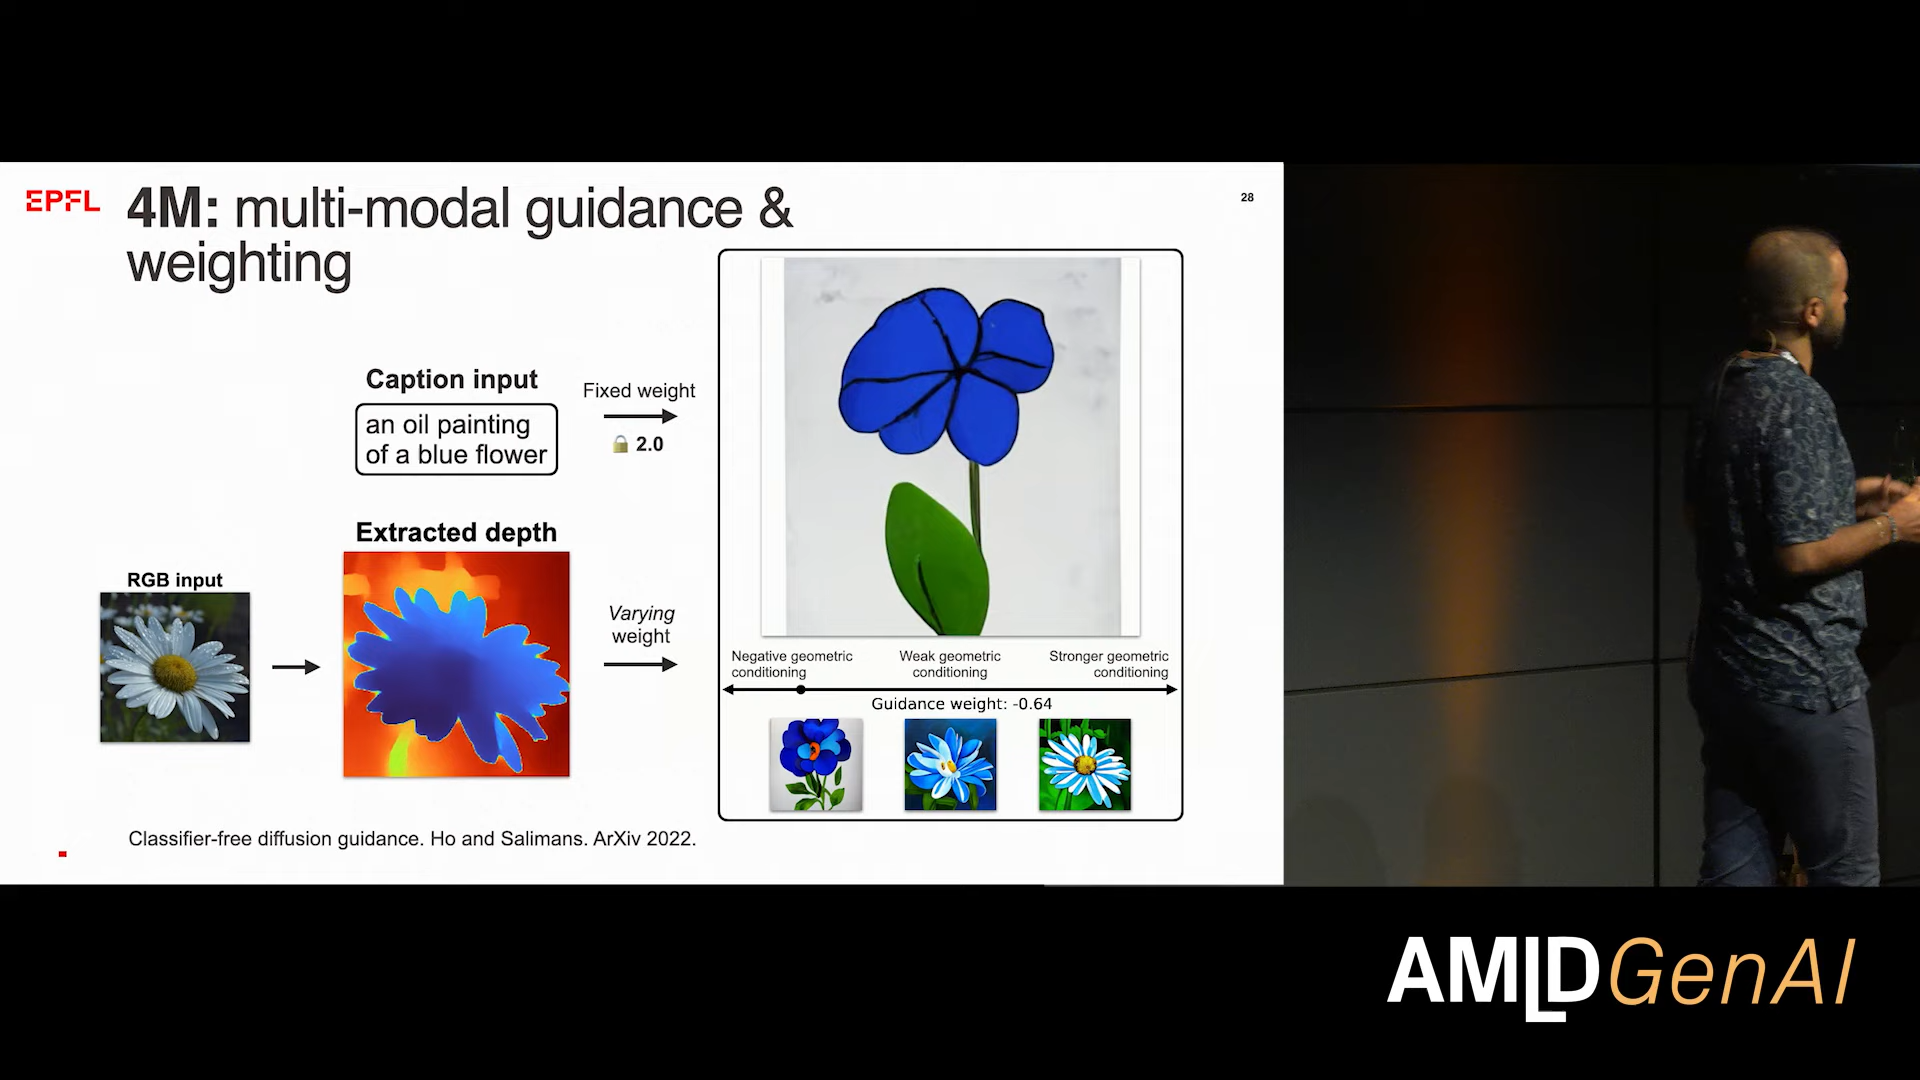 EPFL
4M: multi-modal guidance &
weighting
28
Caption input
an oil painting
of a blue flower
Fixed weight
2.0
Extracted depth
RGB input
Varying
weight
Negative geometric
conditioning
Weak geometric
conditioning
Stronger geometric
conditioning
Guidance weight: -0.64
Classifier-free diffusion guidance. Ho and Salimans. ArXiv 2022.
AMLD GenAI